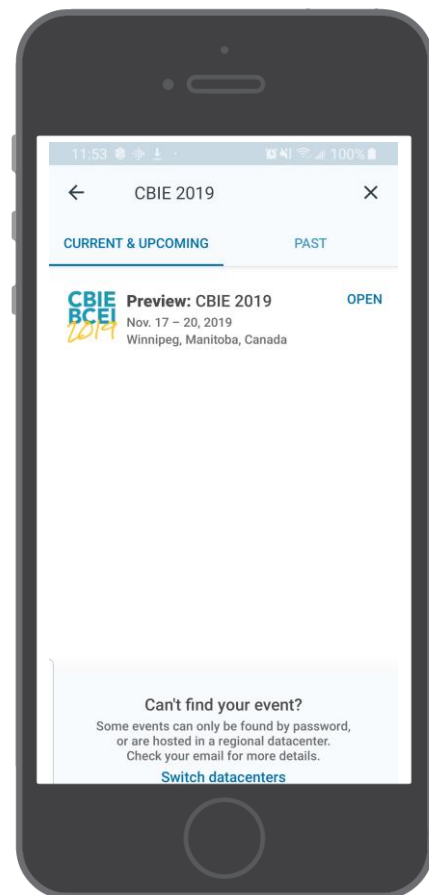 11:53 100%
CBIE 2019
CURRENT & UPCOMING PAST
CBIE
BCEI
2019
Preview: CBIE 2019 OPEN
Nov. 17 – 20, 2019
Winnipeg, Manitoba, Canada
Can't find your event?
Some events can only be found by password,
or are hosted in a regional datacenter.
Check your email for more details.
Switch datacenters